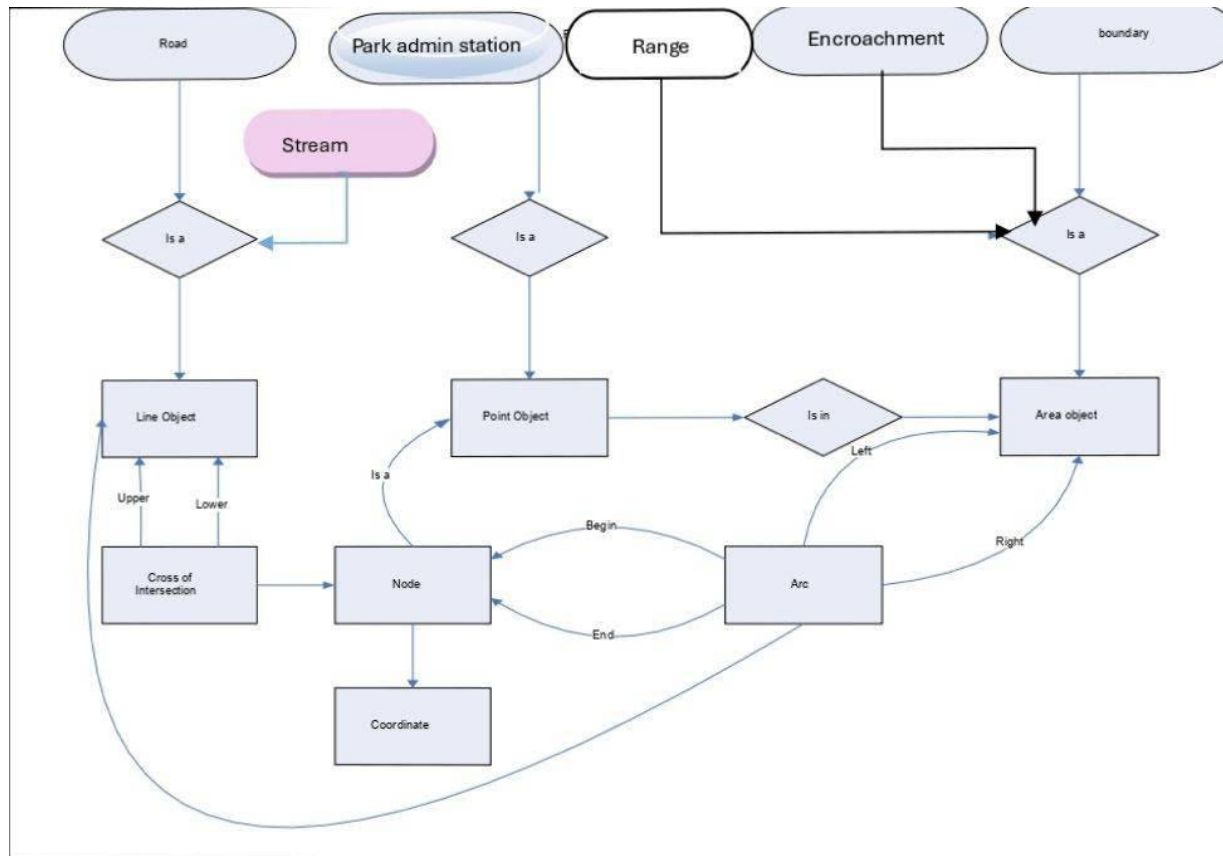 Road
Park admin station
Range
Encroachment
boundary
Stream
Is a
Is a
Is a
Line Object
Point Object
Is in
Area object
Left
Is a
Upper
Lower
Begin
Right
Cross of
Intersection
Node
Arc
End
Coordinate